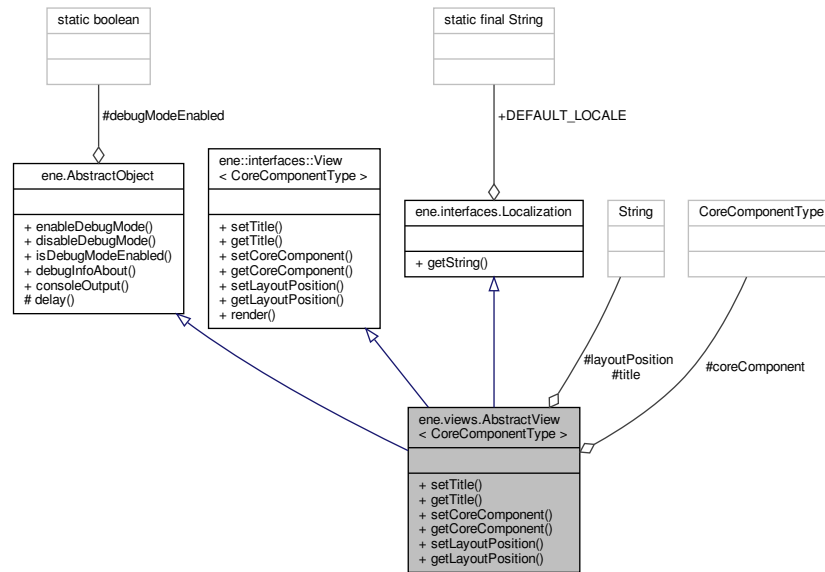 static boolean
static final String
#debugModeEnabled
+DEFAULT_LOCALE
ene.AbstractObject
+ enableDebugMode()
+ disableDebugMode()
+ isDebugModeEnabled()
+ debugInfoAbout()
+ consoleOutput()
# delay()
ene::interfaces::View
< CoreComponentType >
+ setTitle()
+ getTitle()
+ setCoreComponent()
+ getCoreComponent()
+ setLayoutPosition()
+ getLayoutPosition()
+ render()
ene.interfaces.Localization
+ getString()
String
CoreComponentType
#layoutPosition
#title
#coreComponent
ene.views.AbstractView
< CoreComponentType >
+ setTitle()
+ getTitle()
+ setCoreComponent()
+ getCoreComponent()
+ setLayoutPosition()
+ getLayoutPosition()